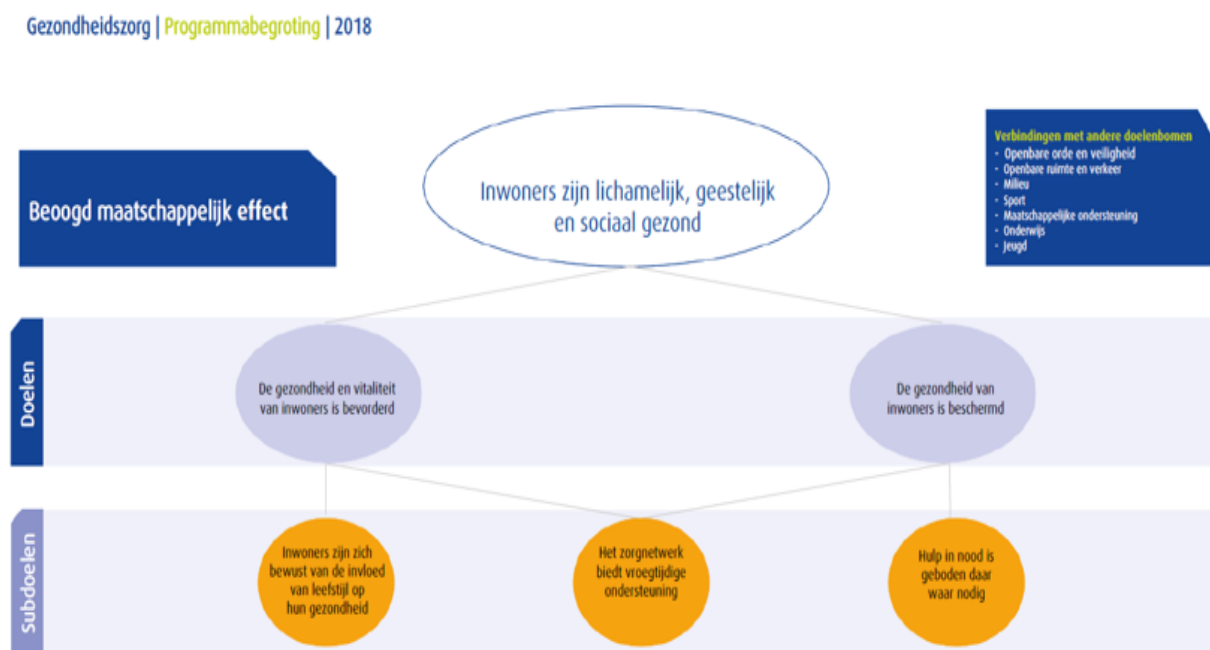 Gezondheidszorg | Programmabegroting | 2018
Beoogd maatschappelijk effect
Inwoners zijn lichamelijk, geestelijk
en sociaal gezond
Verbindingen met andere doelenbomen
- Openbare orde en veiligheid
- Openbare ruimte en verkeer
- Milieu
- Sport
- Maatschappelijke ondersteuning
- Onderwijs
- Jeugd
Doelen
De gezondheid en vitaliteit
van inwoners is bevorderd
De gezondheid van
inwoners is beschermd
Subdoelen
Inwoners zijn zich
bewust van de invloed
van leefstijl op
hun gezondheid
Het zorgnetwerk
biedt vroegtijdige
ondersteuning
Hulp in nood is
geboden daar
waar nodig